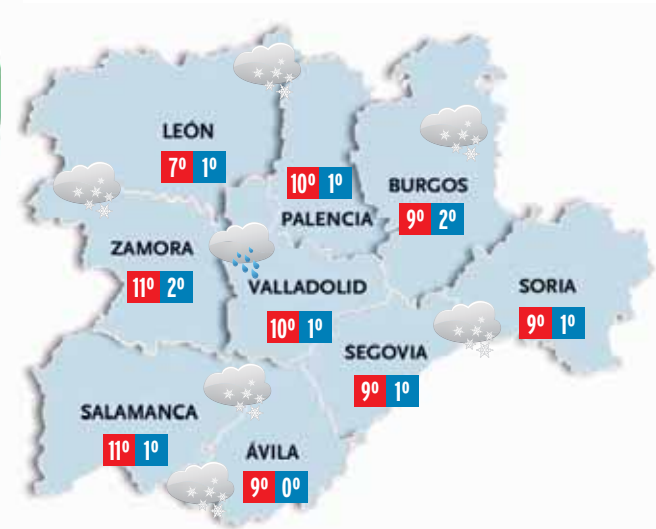 LEÓN
7º 1º
10º 1º
PALENCIA
BURGOS
9º 2º
ZAMORA
11º 2º
VALLADOLID
10º 1º
SORIA
9º 1º
SEGOVIA
9º 1º
SALAMANCA
11º 1º
ÁVILA
9º 0º